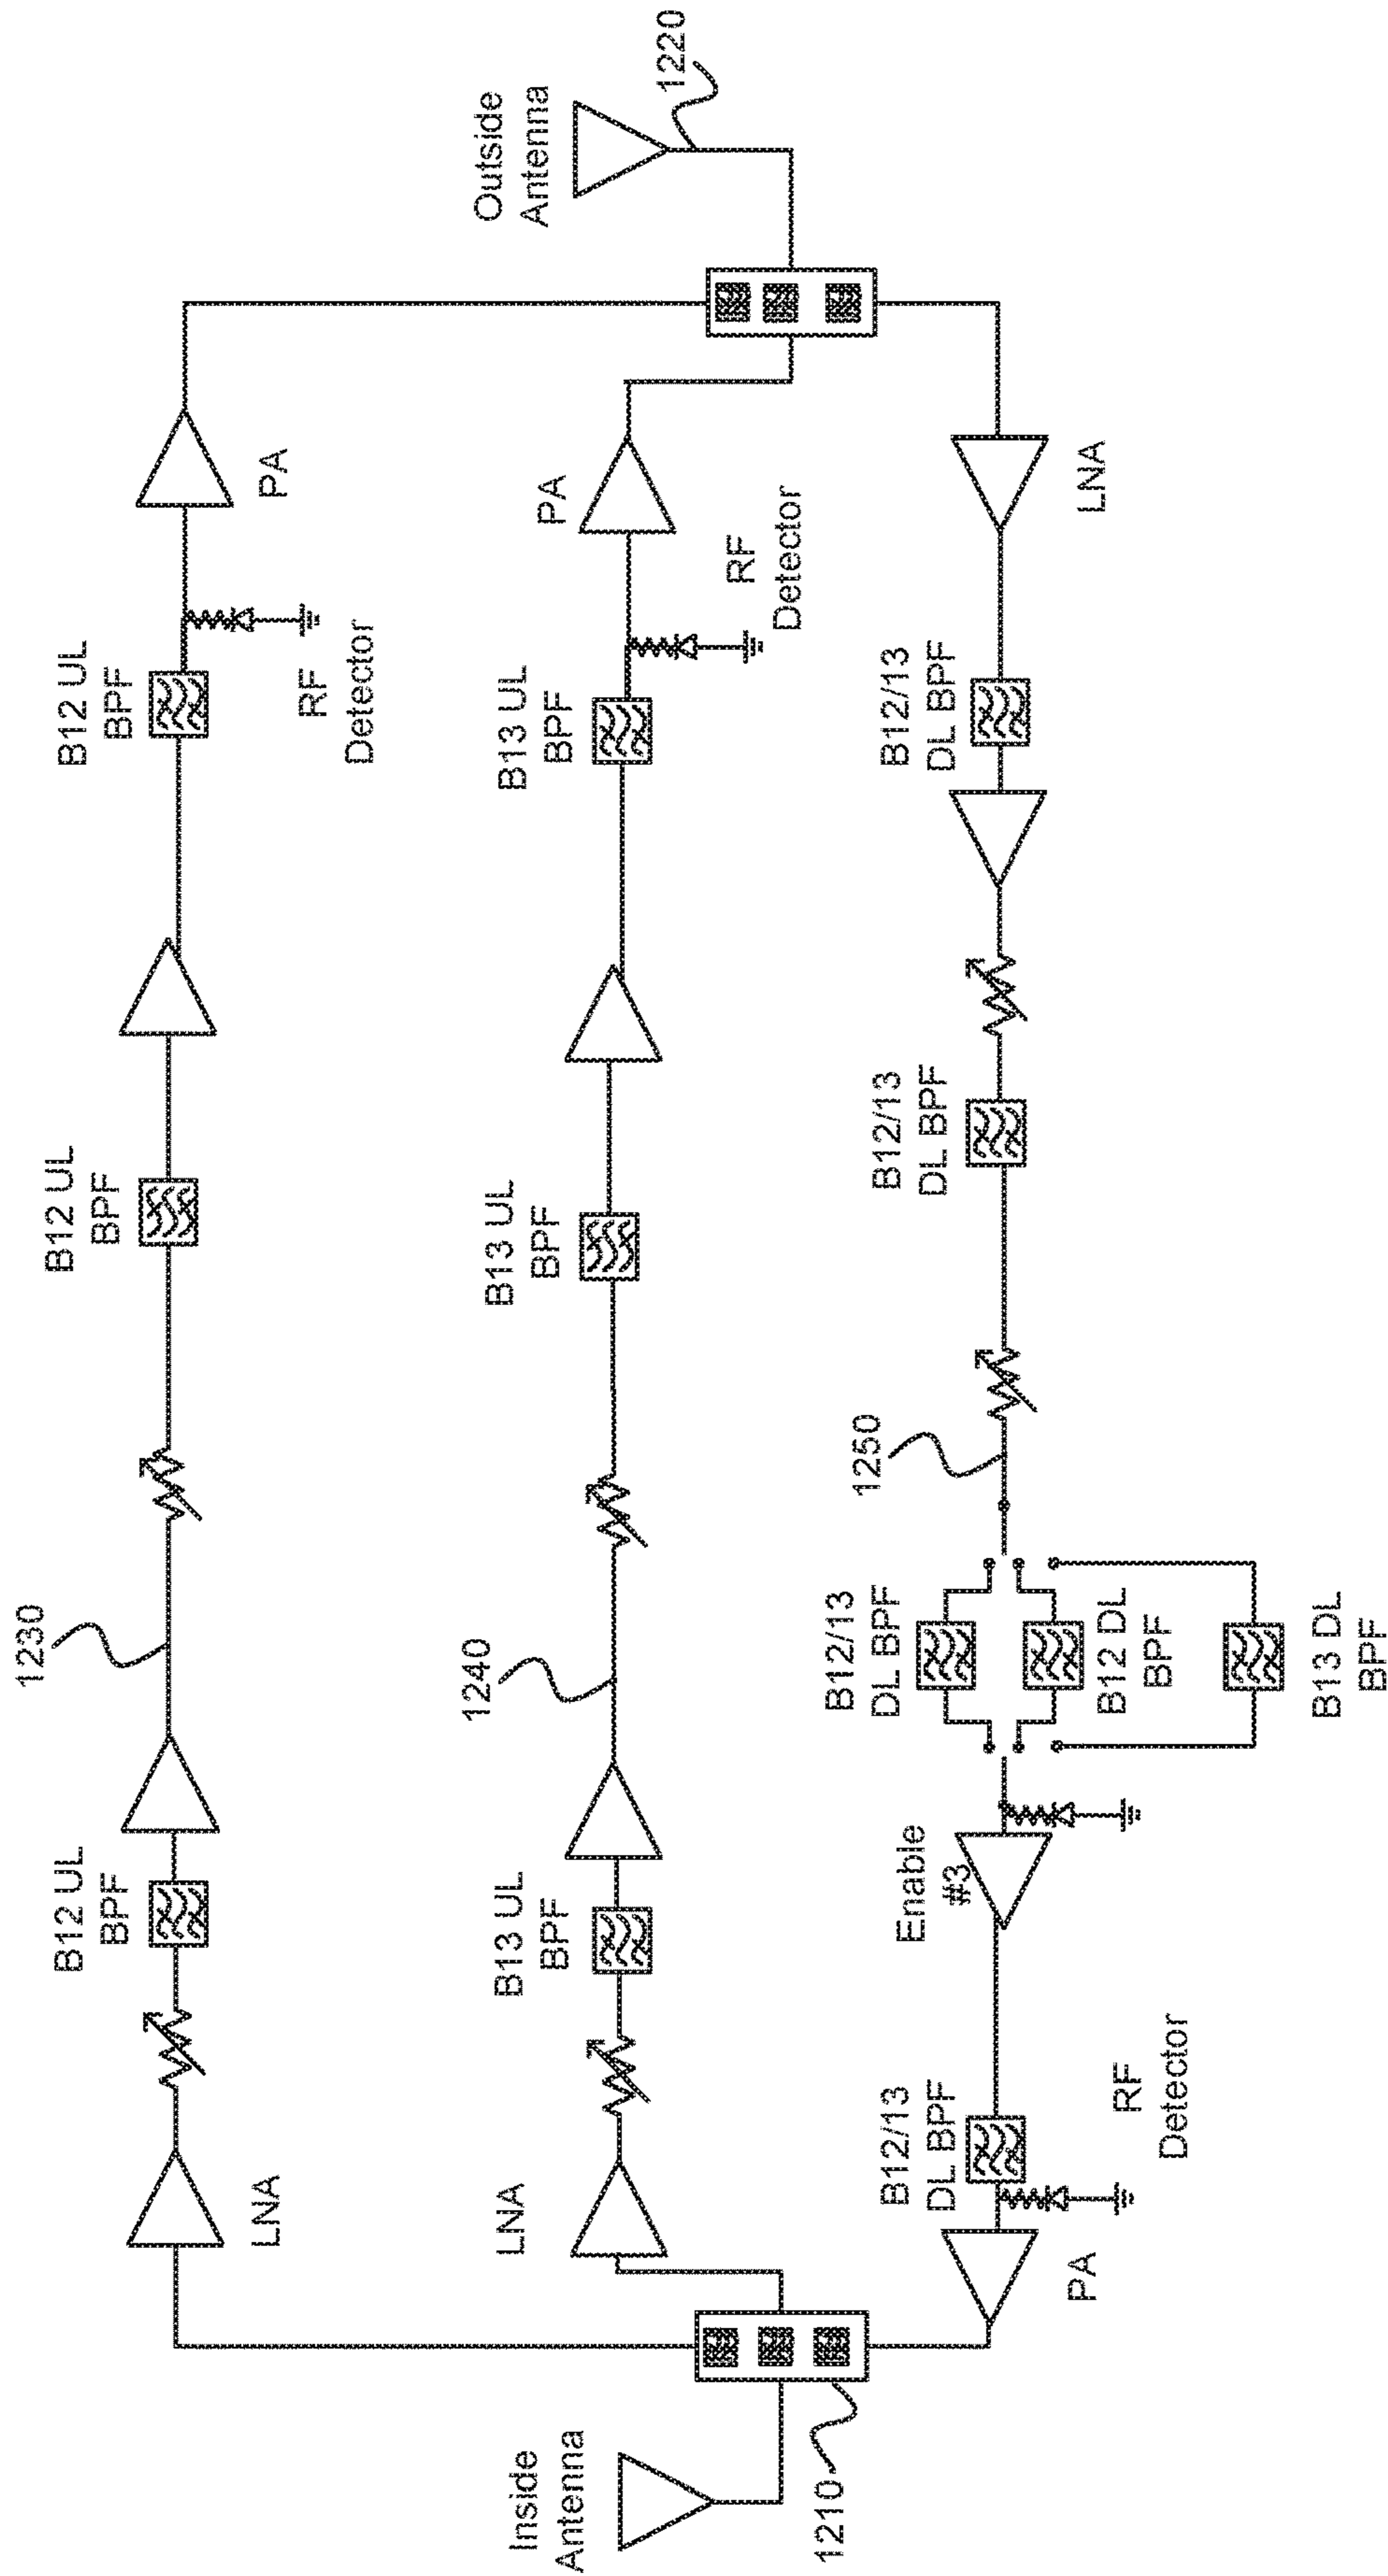 B12 UL
BPF
LNA
1230
B12 UL
BPF
B12 UL
BPF
RF
Detector
PA
B13 UL
BPF
LNA
1240
B13 UL
BPF
B13 UL
BPF
PA
RF
Detector
Inside
Antenna
1210
Outside
Antenna
1220
PA
B12/13
DL BPF
RF
Detector
Enable
#3
B12/13
DL BPF
B12 DL
BPF
B13 DL
BPF
1250
B12/13
DL BPF
B12/13
DL BPF
LNA